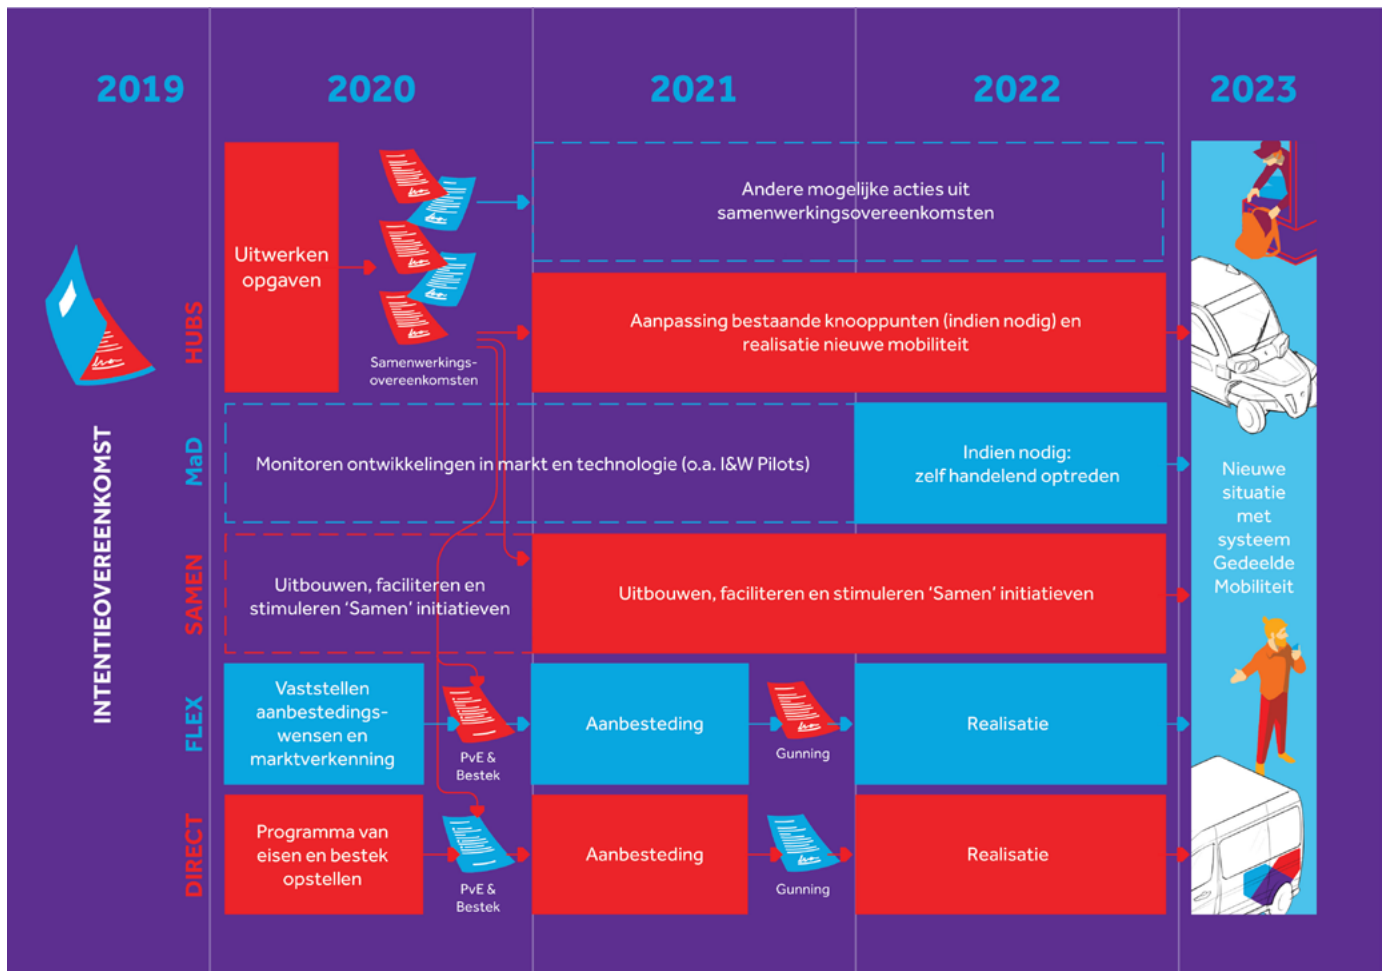 2019
2020
2021
2022
2023
INTENTIEOVEREENKOMST
HUBS
Uitwerken
opgaven
Samenwerkings-
overeenkomsten
Andere mogelijke acties uit
samenwerkingsovereenkomsten
Aanpassing bestaande knooppunten (indien nodig) en
realisatie nieuwe mobiliteit
MaD
Monitoren ontwikkelingen in markt en technologie (o.a. I&W Pilots)
Indien nodig:
zelf handelend optreden
SAMEN
Uitbouwen, faciliteren en
stimuleren ‘Samen’ initiatieven
Uitbouwen, faciliteren en stimuleren ‘Samen’ initiatieven
FLEX
Vaststellen
aanbestedings-
wensen en
marktverkenning
PvE &
Bestek
Aanbesteding
Gunning
Realisatie
DIRECT
Programma van
eisen en bestek
opstellen
PvE &
Bestek
Aanbesteding
Gunning
Realisatie
Nieuwe
situatie
met
systeem
Gedeelde
Mobiliteit